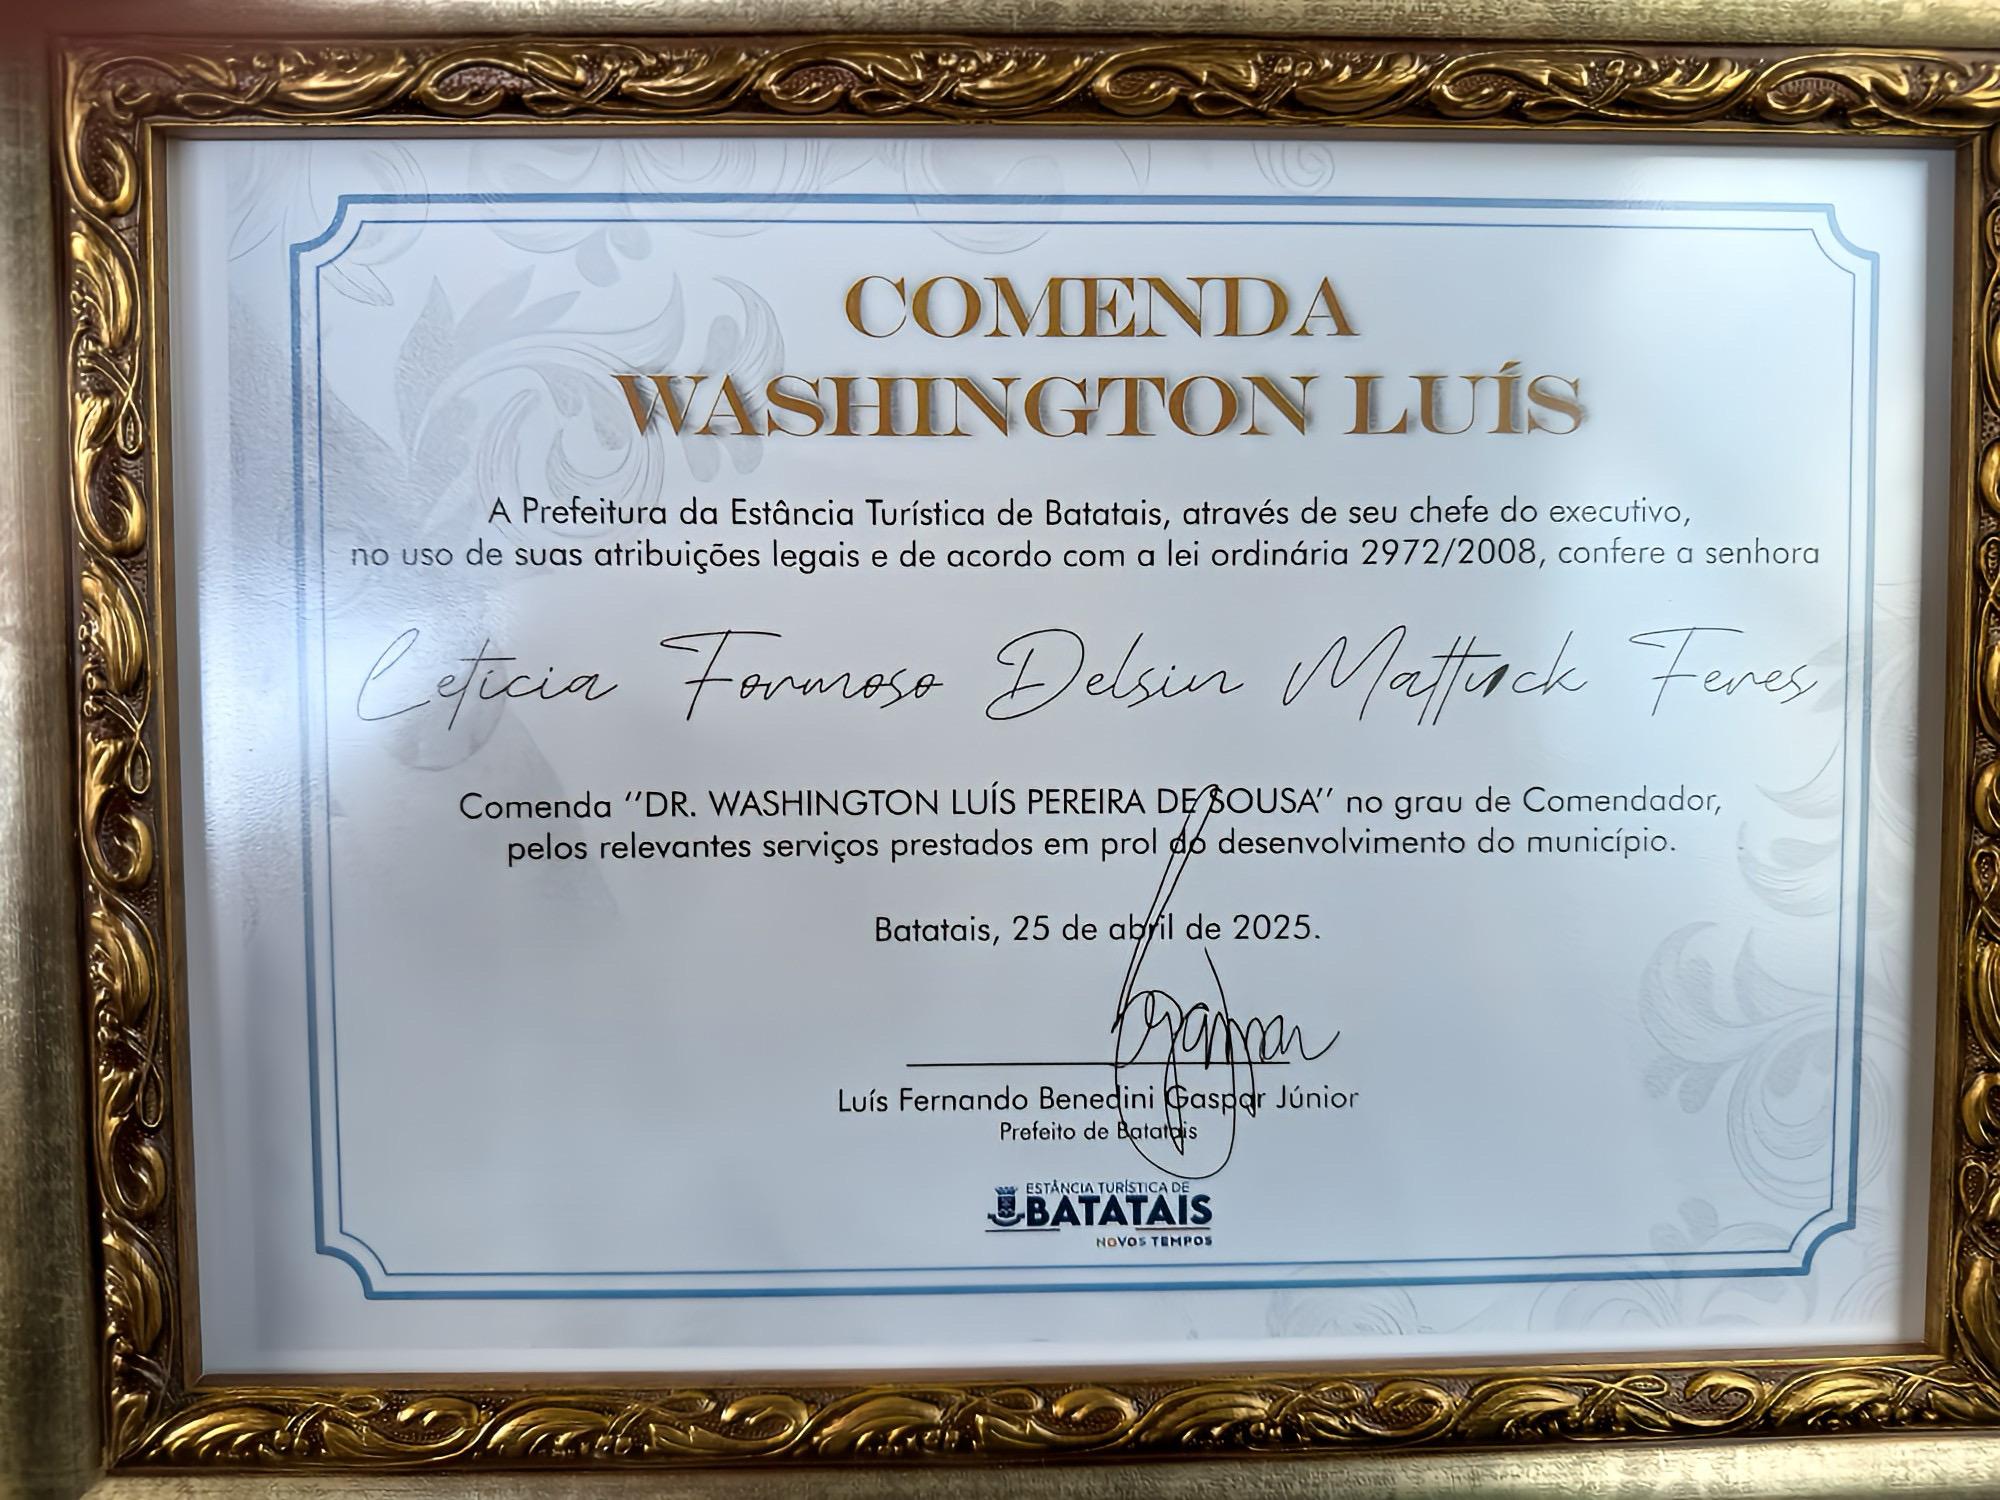 COMENDA
WASHINGTON LUÍS
A Prefeitura da Estância Turística de Batatais, através de seu chefe do executivo,
no uso de suas atribuições legais e de acordo com a lei ordinária 2972/2008, confere a senhora
Letícia Formoso Delsin Mattuck Feres
Comenda ‘‘DR. WASHINGTON LUÍS PEREIRA DE SOUSA’’ no grau de Comendador,
pelos relevantes serviços prestados em prol do desenvolvimento do município.
Batatais, 25 de abril de 2025.
Luís Fernando Benedini Gaspar Júnior
Prefeito de Batatais
ESTÂNCIA TURÍSTICA DE
BATATAIS
NOVOS TEMPOS